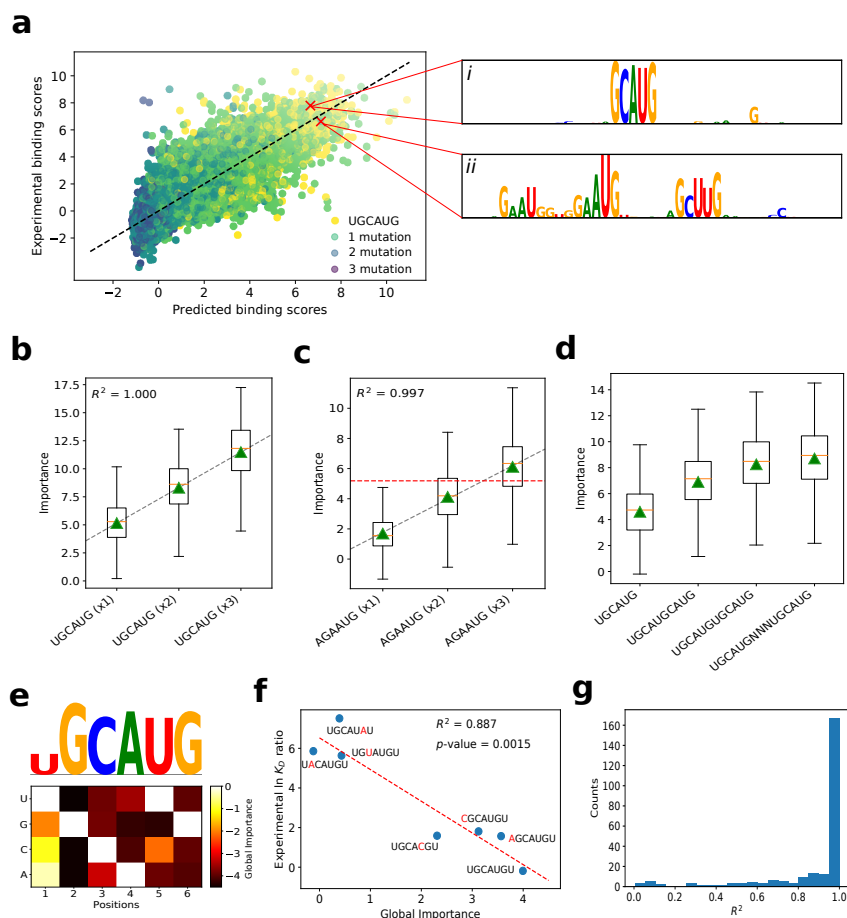 a
Experimental binding scores
10
8
6
4
2
0
−2
−2
0
2
4
6
8
10
Predicted binding scores
UGCAUG
1 mutation
2 mutation
3 mutation
i
GCAUG
G
ii
GAAUGGUGGAAUG
AGCUUG
C
b
Importance
17.5
15.0
12.5
10.0
7.5
5.0
2.5
0.0
R² = 1.000
UGCAUG (x1)
UGCAUG (x2)
UGCAUG (x3)
c
Importance
10
8
6
4
2
0
R² = 0.997
AGAAUG (x1)
AGAAUG (x2)
AGAAUG (x3)
d
Importance
14
12
10
8
6
4
2
0
UGCAUG
UGCAUGCAUG
UGCAUGUGCAUG
UGCAUGNNNUGCAUG
e
UGCAUG
U
G
C
A
1 2 3 4 5 6
Positions
0
−1
−2
−3
−4
Global Importance
f
Experimental ln K_D ratio
6
4
2
0
R² = 0.887
p-value = 0.0015
UGCAUAU
UGUAUGU
UACAUGU
CGCAUGU
AGCAUGU
UGCACGU
UGCAUGU
0
1
2
3
4
Global Importance
g
Counts
160
140
120
100
80
60
40
20
0
0.0 0.2 0.4 0.6 0.8 1.0
R²